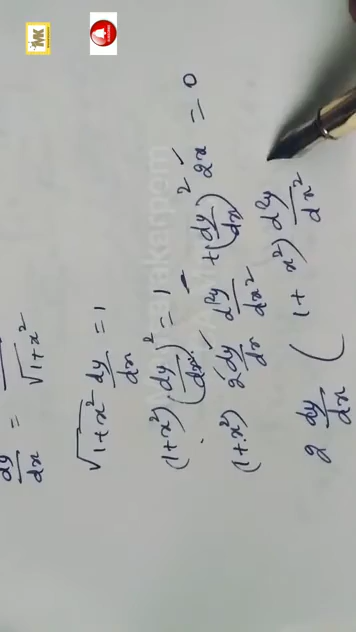 MK
dy/dx = 1/√(1+x²)
√(1+x²) dy/dx = 1
(1+x²) (dy/dx)² = 1
(1+x²) 2 dy/dx d²y/dx² + (dy/dx)² 2x = 0
2 dy/dx ( 1 + x²) d²y/dx²